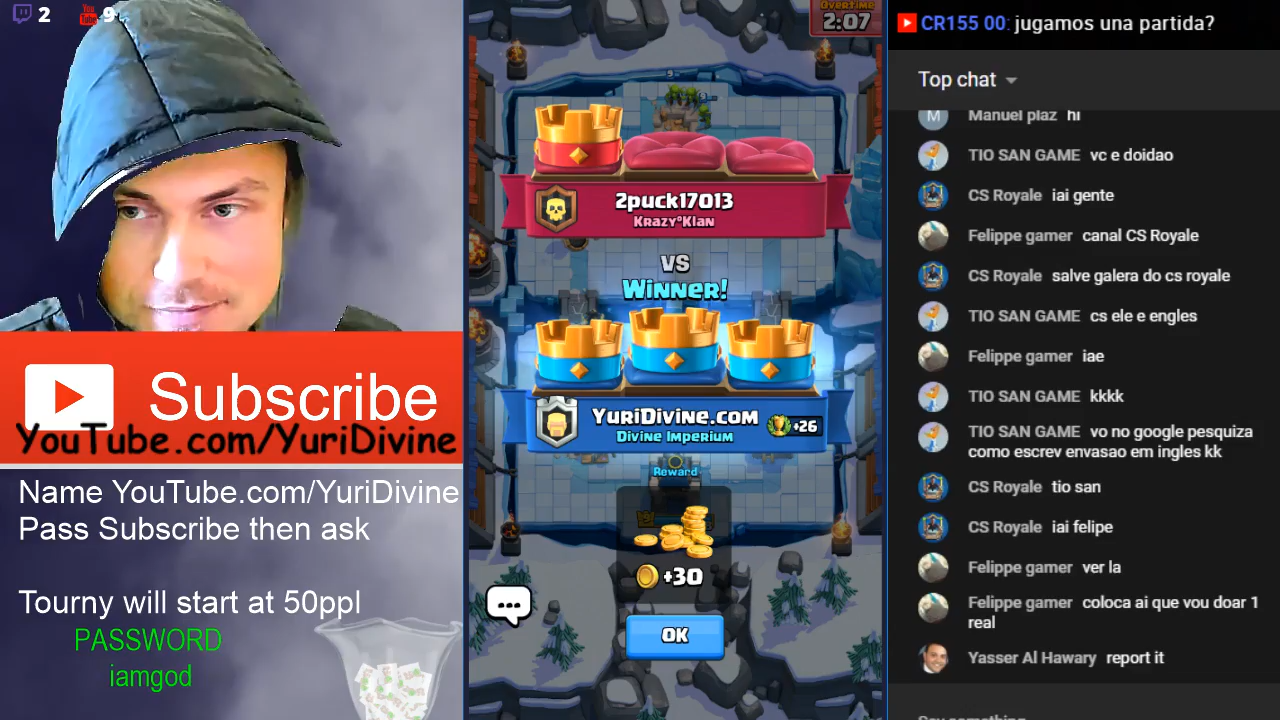 2
You Tube
9
Subscribe
YouTube.com/YuriDivine
Name YouTube.com/YuriDivine
Pass Subscribe then ask
Tourny will start at 50ppl
PASSWORD
iamgod
Overtime
2:07
2puck17013
Krazy°Klan
VS
Winner!
YuriDivine.com
+26
Divine Imperium
Reward
+30
OK
CR155 00: jugamos una partida?
Top chat
M Manuel plaz hi
TIO SAN GAME vc e doidao
CS Royale iai gente
Felippe gamer canal CS Royale
CS Royale salve galera do cs royale
TIO SAN GAME cs ele e engles
Felippe gamer iae
TIO SAN GAME kkkk
TIO SAN GAME vo no google pesquiza
como escrev envasao em ingles kk
CS Royale tio san
CS Royale iai felipe
Felippe gamer ver la
Felippe gamer coloca ai que vou doar 1
real
Yasser Al Hawary report it